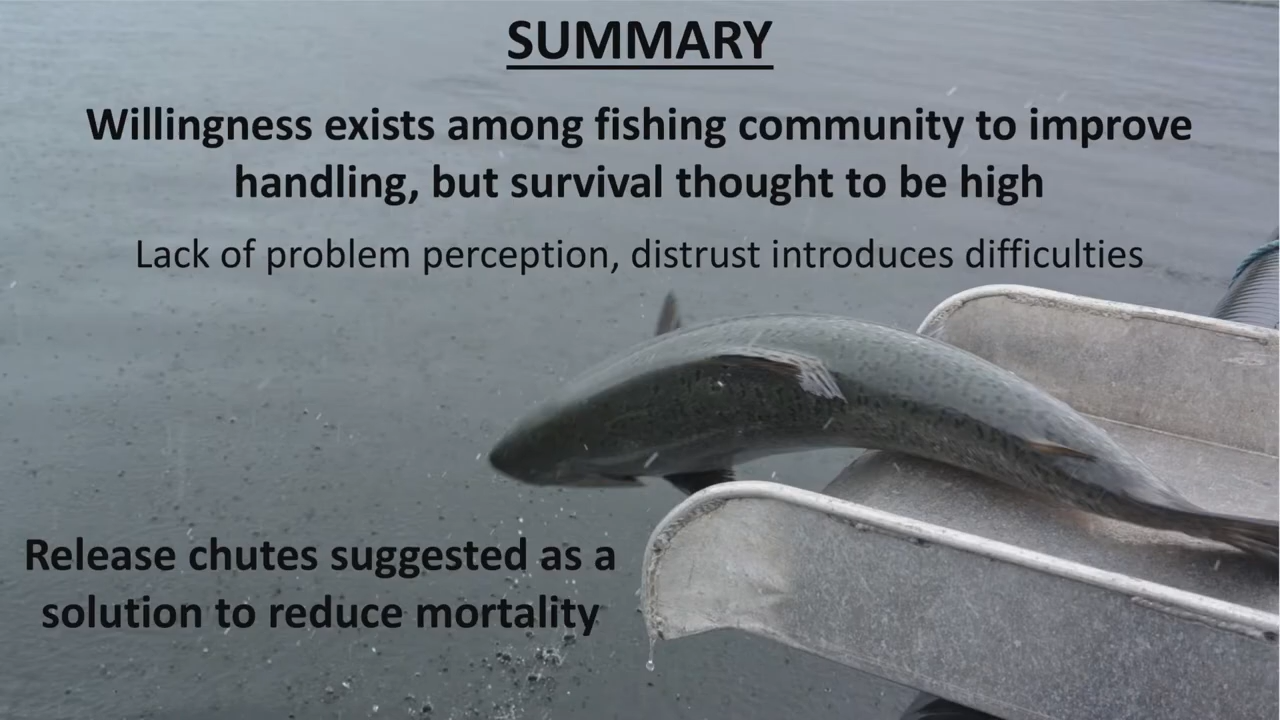 SUMMARY
Willingness exists among fishing community to improve
handling, but survival thought to be high
Lack of problem perception, distrust introduces difficulties
Release chutes suggested as a
solution to reduce mortality